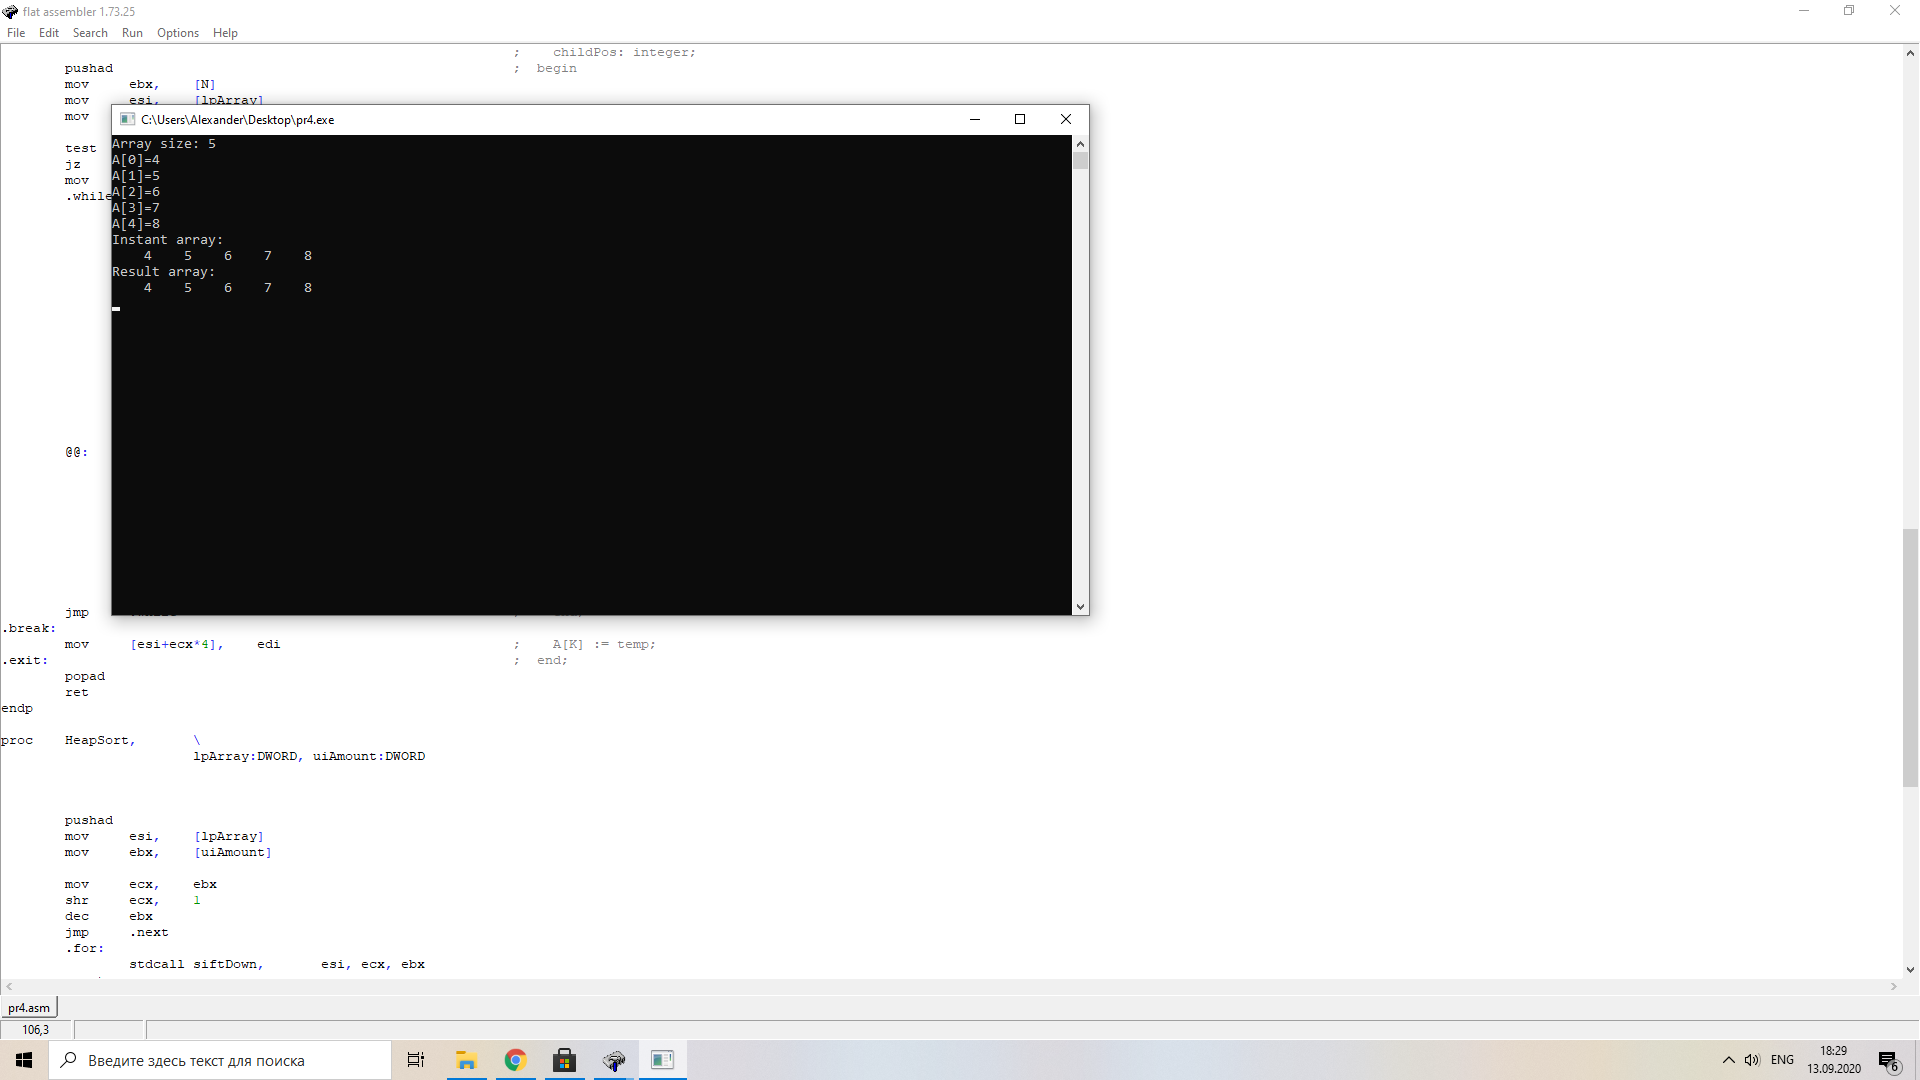 flat assembler 1.73.25
File Edit Search Run Options Help
; childPos: integer;
pushad ; begin
mov ebx, [N]
mov esi, [lpArray]
mov
test
jz
mov
.while
C:\Users\Alexander\Desktop\pr4.exe
Array size: 5
A[0]=4
A[1]=5
A[2]=6
A[3]=7
A[4]=8
Instant array:
4 5 6 7 8
Result array:
4 5 6 7 8
@@:
jmp
.break:
mov [esi+ecx*4], edi ; A[K] := temp;
.exit: ; end;
popad
ret
endp
proc HeapSort, \
lpArray:DWORD, uiAmount:DWORD
pushad
mov esi, [lpArray]
mov ebx, [uiAmount]
mov ecx, ebx
shr ecx, 1
dec ebx
jmp .next
.for:
stdcall siftDown, esi, ecx, ebx
pr4.asm
106,3
Введите здесь текст для поиска
ENG
18:29
13.09.2020
6